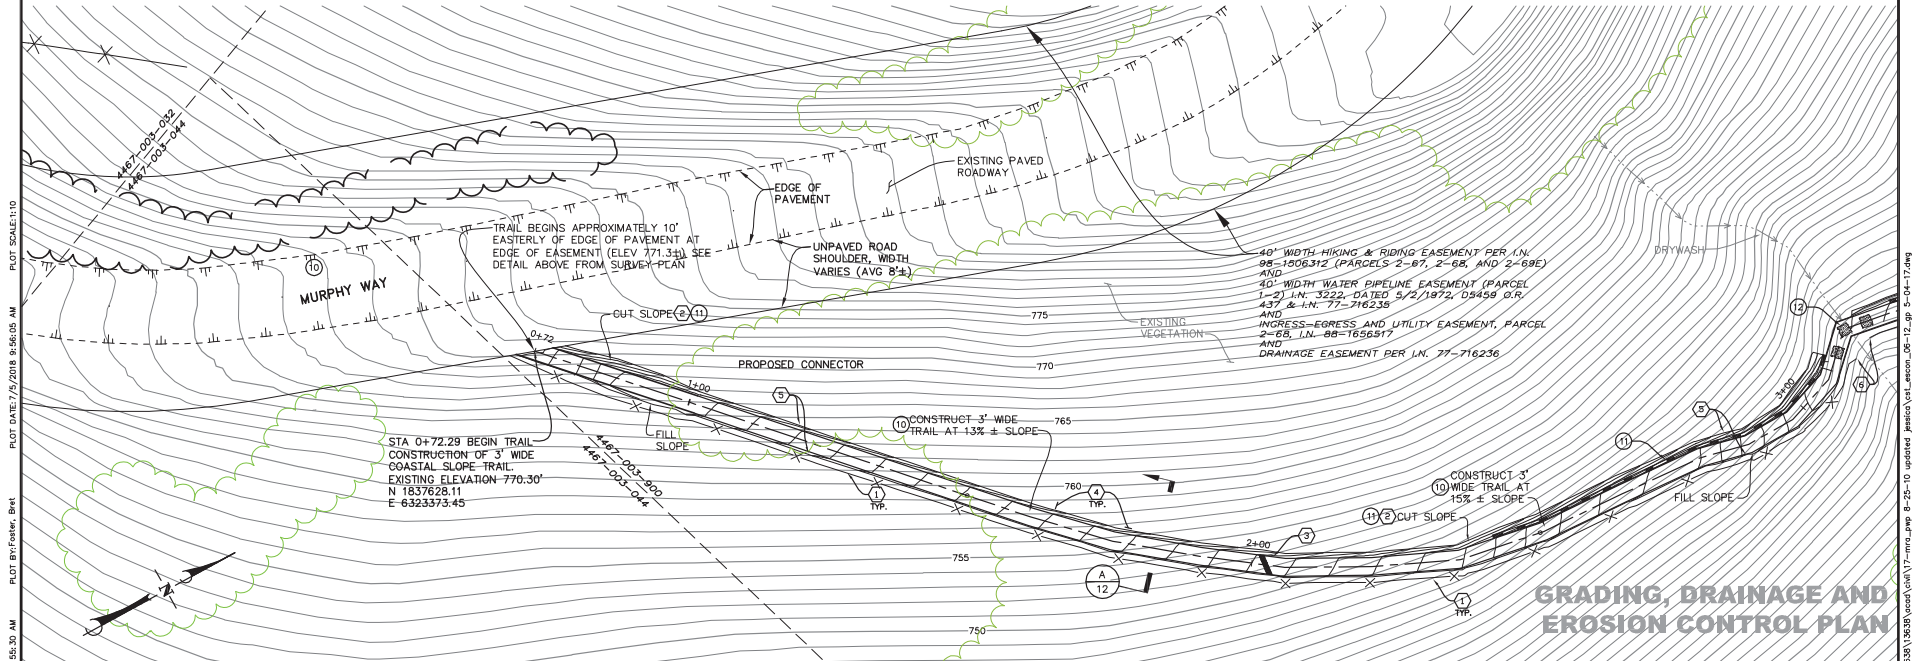 4467-003-032
4467-003-044
EXISTING PAVED
ROADWAY
EDGE OF
PAVEMENT
TRAIL BEGINS APPROXIMATELY 10'
EASTERLY OF EDGE OF PAVEMENT AT
EDGE OF EASEMENT (ELEV 771.3±) SEE
DETAIL ABOVE FROM SURVEY PLAN
UNPAVED ROAD
SHOULDER, WIDTH
VARIES (AVG 8'±)
40' WIDTH HIKING & RIDING EASEMENT PER I.N.
98-1506312 (PARCELS 2-67, 2-68, AND 2-69E)
AND
40' WIDTH WATER PIPELINE EASEMENT (PARCEL
1-2) I.N. 3222, DATED 5/2/1972, D5459 O.R.
437 & I.N. 77-716235
AND
INGRESS-EGRESS AND UTILITY EASEMENT, PARCEL
2-68, I.N. 88-1656517
AND
DRAINAGE EASEMENT PER I.N. 77-716236
DRYWASH
10
MURPHY WAY
CUT SLOPE 2 11
0+72
775
EXISTING
VEGETATION
12
PROPOSED CONNECTOR
770
1+00
5
10 CONSTRUCT 3' WIDE
TRAIL AT 13% ± SLOPE
765
3+00
6
5
FILL
SLOPE
STA 0+72.29 BEGIN TRAIL
CONSTRUCTION OF 3' WIDE
COASTAL SLOPE TRAIL.
EXISTING ELEVATION 770.30'
N 1837628.11
E 6323373.45
4467-003-900
4467-003-044
11
1
TYP.
760
4
TYP.
CONSTRUCT 3'
10 WIDE TRAIL AT
15% ± SLOPE
FILL SLOPE
11 2 CUT SLOPE
2+00
3
755
A
12
N
1
TYP.
750
GRADING, DRAINAGE AND
EROSION CONTROL PLAN
PLOT SCALE:1:10
PLOT DATE:7/5/2018 9:56:05 AM
PLOT BY:Foster, Bret
55:30 AM